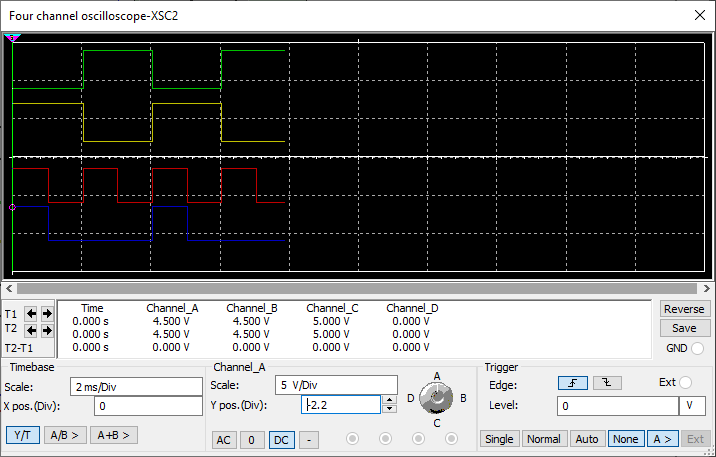 Four channel oscilloscope-XSC2
Time Channel_A Channel_B Channel_C Channel_D
T1 0.000 s 4.500 V 4.500 V 5.000 V 0.000 V
T2 0.000 s 4.500 V 4.500 V 5.000 V 0.000 V
T2-T1 0.000 s 0.000 V 0.000 V 0.000 V 0.000 V
Reverse
Save
GND
Timebase
Scale: 2 ms/Div
X pos.(Div): 0
Y/T A/B > A+B >
Channel_A
Scale: 5 V/Div
Y pos.(Div): -2.2
AC 0 DC -
A
D B
C
Trigger
Edge: Ext
Level: 0 V
Single Normal Auto None A > Ext